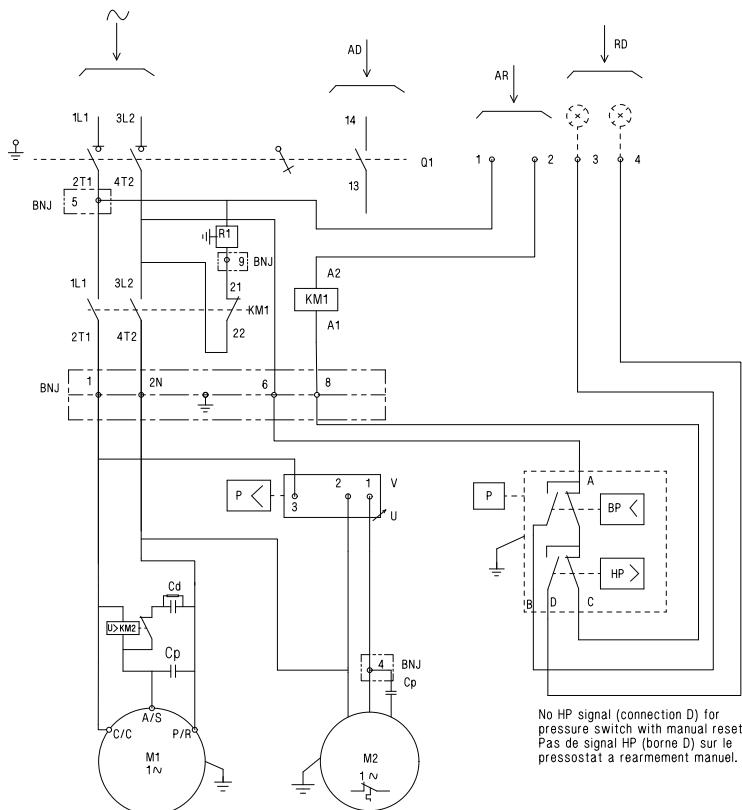 AD
RD
AR
1L1 3L2
14
Q1
1 2 3 4
2T1 4T2
13
BNJ 5
R1
9 BNJ
21
A2
KM1
1L1 3L2
KM1
A1
2T1 4T2
22
BNJ 1 2N 6 8
P <
3 2 1 V
U
P
A
BP <
HP >
B D C
Cd
U>KM2
Cp
4 BNJ
Cp
A/S
C/C P/R
M1
1~
M2
1~
No HP signal (connection D) for
pressure switch with manual reset
Pas de signal HP (borne D) sur le
pressostat a rearmement manuel.